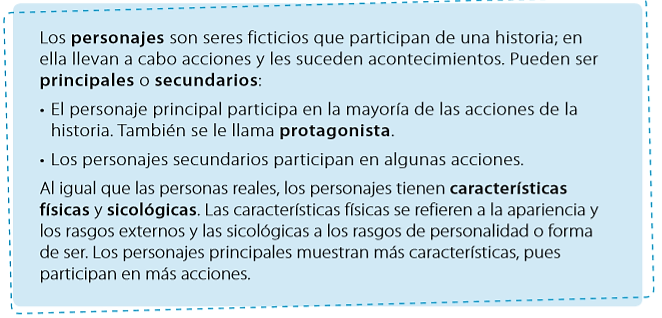 Los personajes son seres ficticios que participan de una historia; en
ella llevan a cabo acciones y les suceden acontecimientos. Pueden ser
principales o secundarios:
• El personaje principal participa en la mayoría de las acciones de la
historia. También se le llama protagonista.
• Los personajes secundarios participan en algunas acciones.
Al igual que las personas reales, los personajes tienen características
físicas y sicológicas. Las características físicas se refieren a la apariencia y
los rasgos externos y las sicológicas a los rasgos de personalidad o forma
de ser. Los personajes principales muestran más características, pues
participan en más acciones.